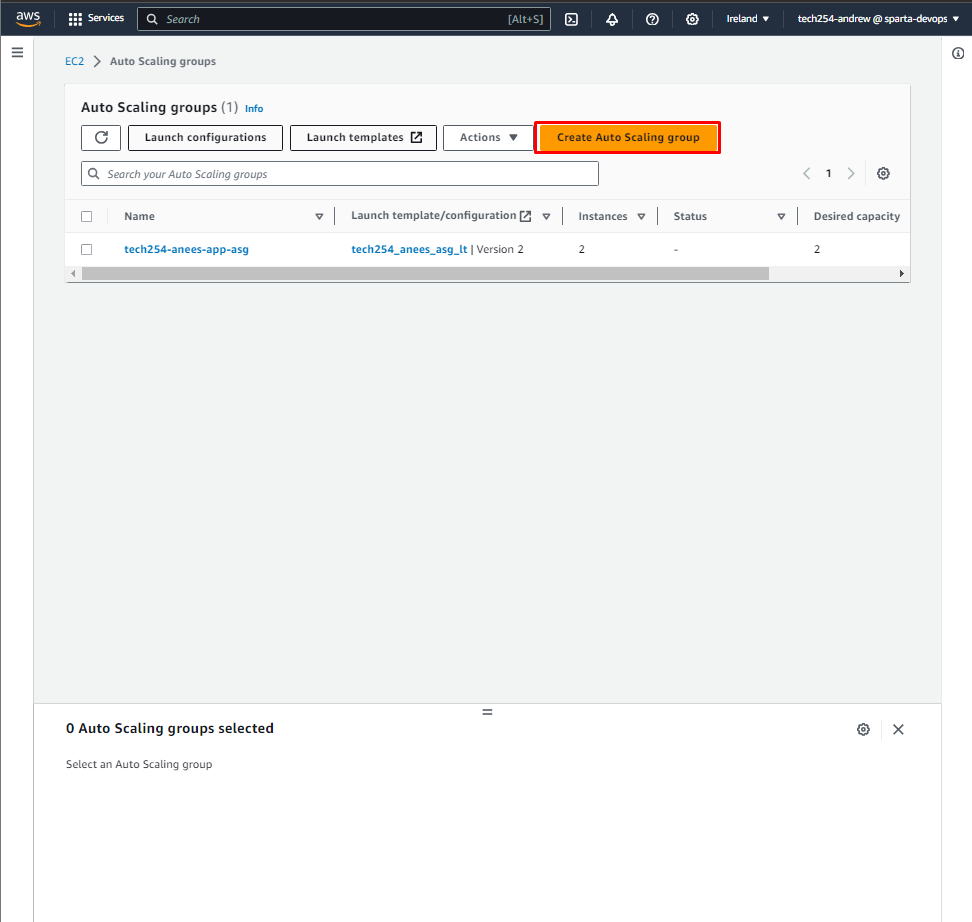 aws Services Search [Alt+S] Ireland ▼ tech254-andrew @ sparta-devops ▼
EC2 > Auto Scaling groups
Auto Scaling groups (1) Info
Launch configurations Launch templates Actions ▼ Create Auto Scaling group
Search your Auto Scaling groups 1
Name Launch template/configuration Instances Status Desired capacity
tech254-anees-app-asg tech254_anees_asg_lt | Version 2 2 - 2
0 Auto Scaling groups selected
Select an Auto Scaling group